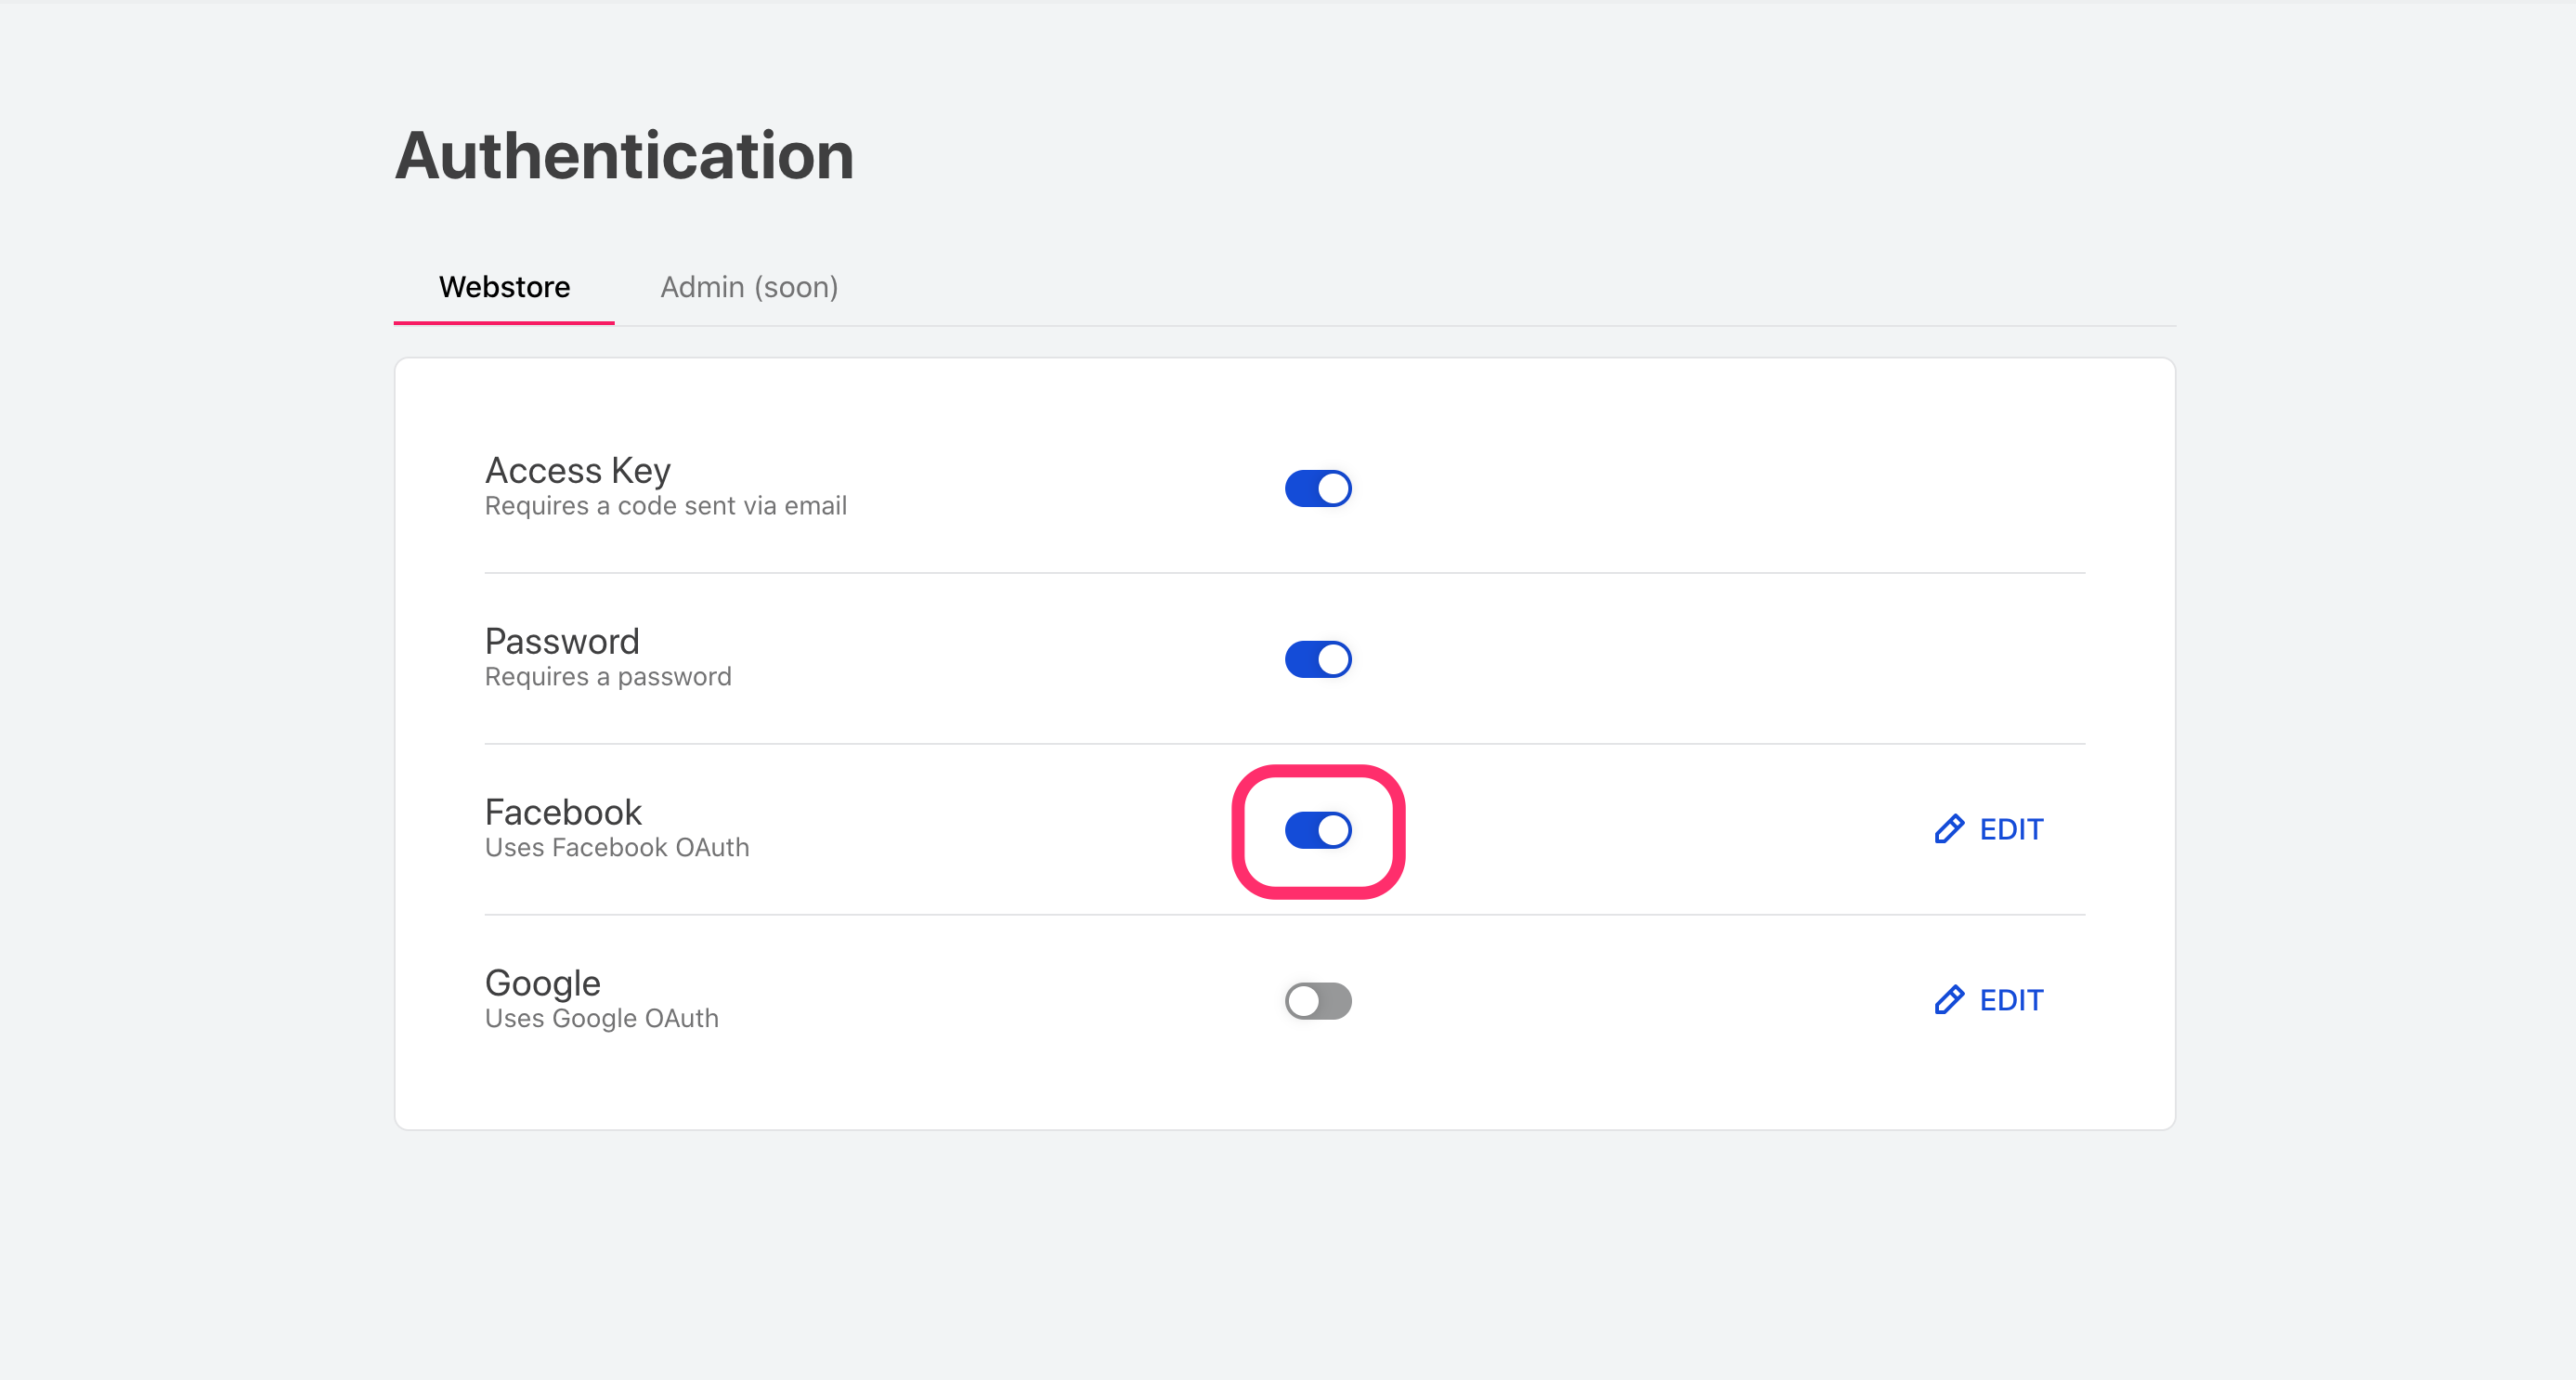 Authentication
Webstore
Admin (soon)
Access Key
Requires a code sent via email
Password
Requires a password
Facebook
Uses Facebook OAuth
EDIT
Google
Uses Google OAuth
EDIT